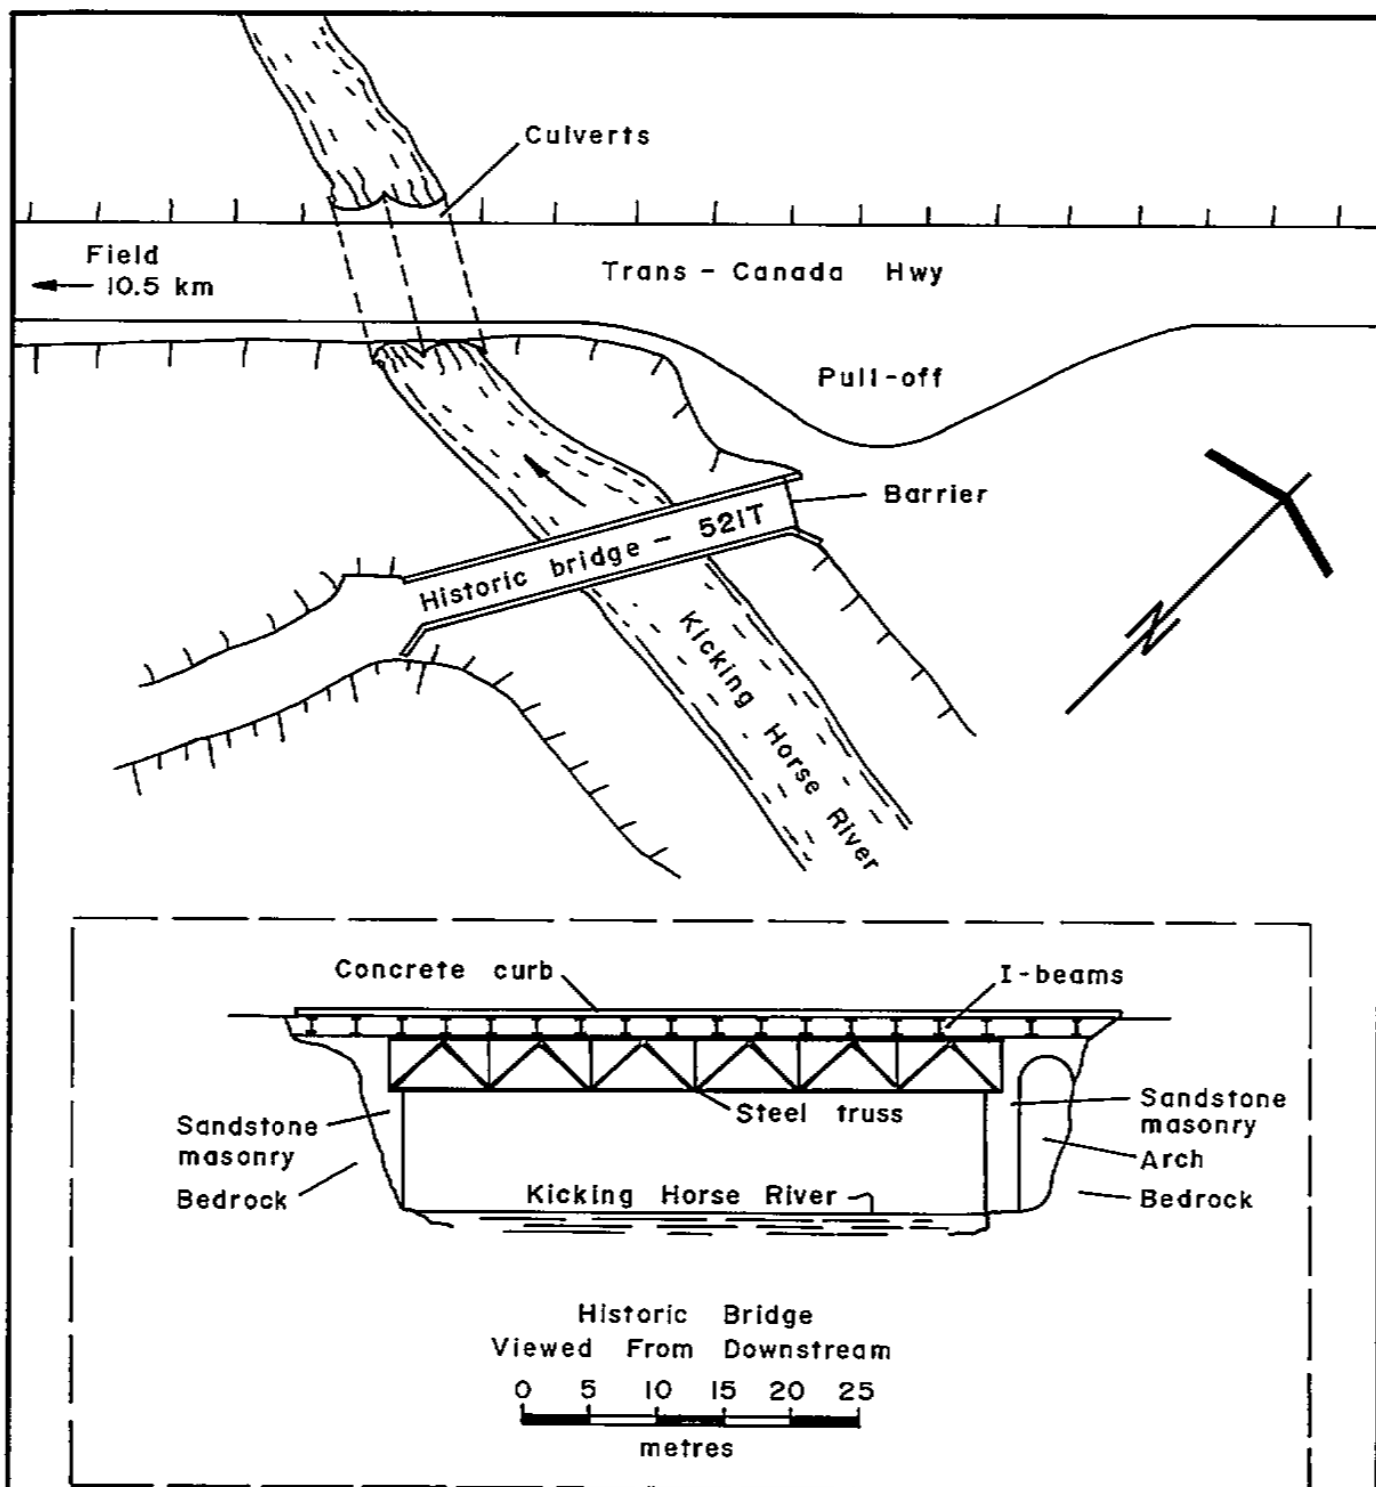 Culverts
Field
10.5 km
Trans - Canada Hwy
Pull-off
Barrier
Historic bridge - 521T
Kicking Horse River
N
Concrete curb
I-beams
Steel truss
Sandstone
masonry
Bedrock
Sandstone
masonry
Arch
Bedrock
Kicking Horse River
Historic Bridge
Viewed From Downstream
0 5 10 15 20 25
metres